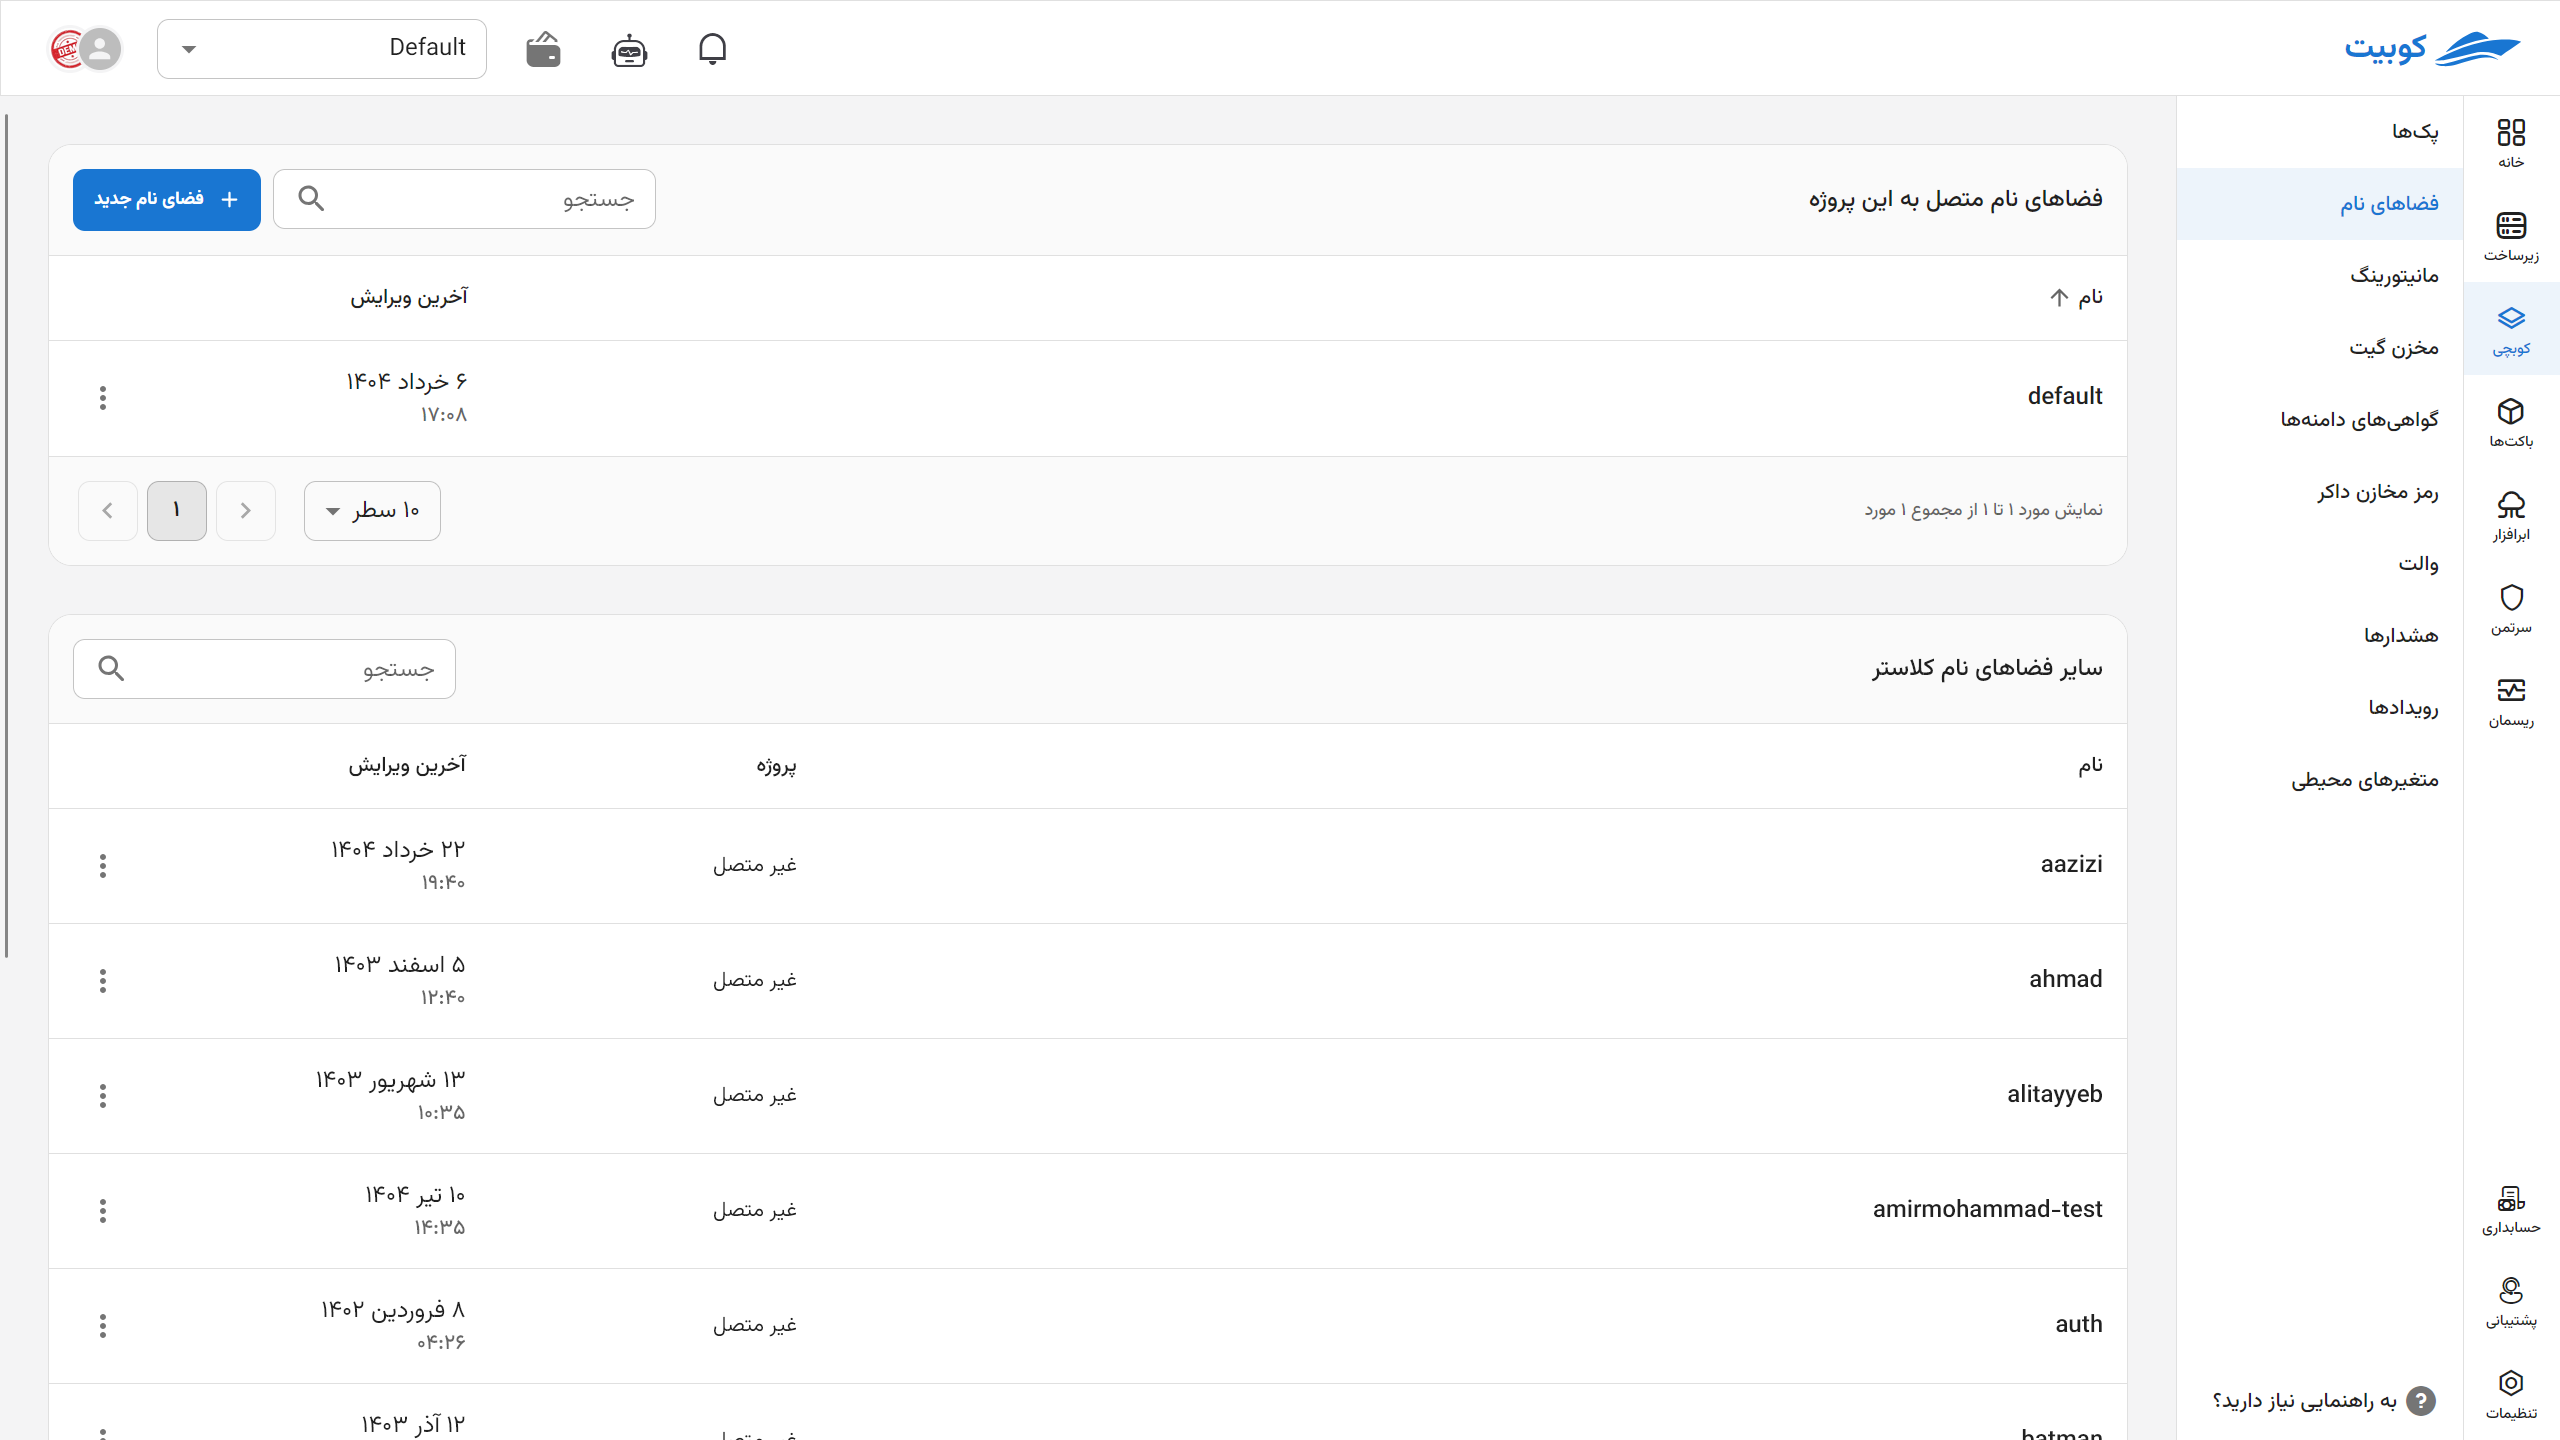 کوبیت
Default
DEMO
خانه
زیرساخت
کوبچی
باکت‌ها
ابرافزار
سرتمن
ریسمان
حسابداری
پشتیبانی
تنظیمات
پک‌ها
فضاهای نام
مانیتورینگ
مخزن گیت
گواهی‌های دامنه‌ها
رمز مخازن داکر
والت
هشدارها
رویدادها
متغیرهای محیطی
به راهنمایی نیاز دارید؟
فضاهای نام متصل به این پروژه
جستجو
فضای نام جدید
نام آخرین ویرایش
default ۶ خرداد ۱۴۰۴
۱۷:۰۸
نمایش مورد ۱ تا ۱ از مجموع ۱ مورد
۱۰ سطر
۱
سایر فضاهای نام کلاستر
جستجو
نام پروژه آخرین ویرایش
aazizi غیر متصل ۲۲ خرداد ۱۴۰۴
۱۹:۴۰
ahmad غیر متصل ۵ اسفند ۱۴۰۳
۱۲:۴۰
alitayyeb غیر متصل ۱۳ شهریور ۱۴۰۳
۱۰:۳۵
amirmohammad-test غیر متصل ۱۰ تیر ۱۴۰۴
۱۴:۳۵
auth غیر متصل ۸ فروردین ۱۴۰۲
۰۴:۲۶
batman غیر متصل ۱۲ آذر ۱۴۰۳